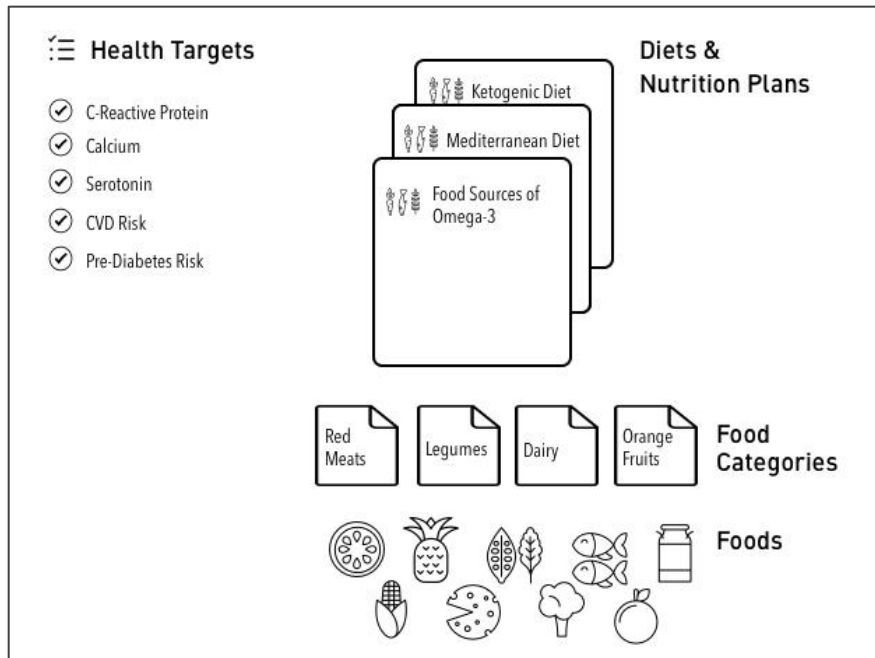 Health Targets
C-Reactive Protein
Calcium
Serotonin
CVD Risk
Pre-Diabetes Risk
Diets &
Nutrition Plans
Ketogenic Diet
Mediterranean Diet
Food Sources of
Omega-3
Red
Meats
Legumes
Dairy
Orange
Fruits
Food
Categories
Foods